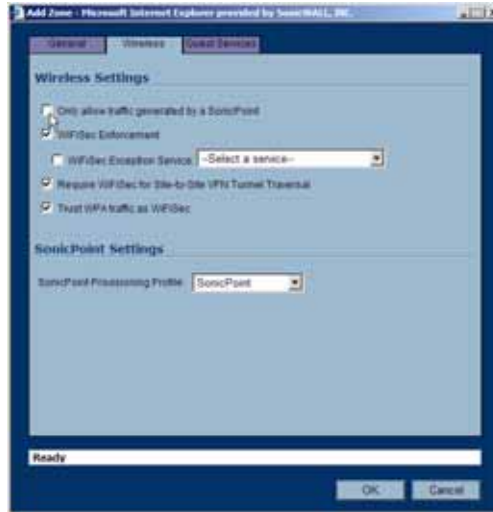 Add Zone - Microsoft Internet Explorer provided by SonicWALL, INC.
General Wireless Guest Services
Wireless Settings
Only allow traffic generated by a SonicPoint
WiFiSec Enforcement
WiFiSec Exception Service: --Select a service--
Require WiFiSec for Site-to-Site VPN Tunnel Traversal
Trust WPA traffic as WiFiSec
SonicPoint Settings
SonicPoint Provisioning Profile: SonicPoint
Ready
OK Cancel